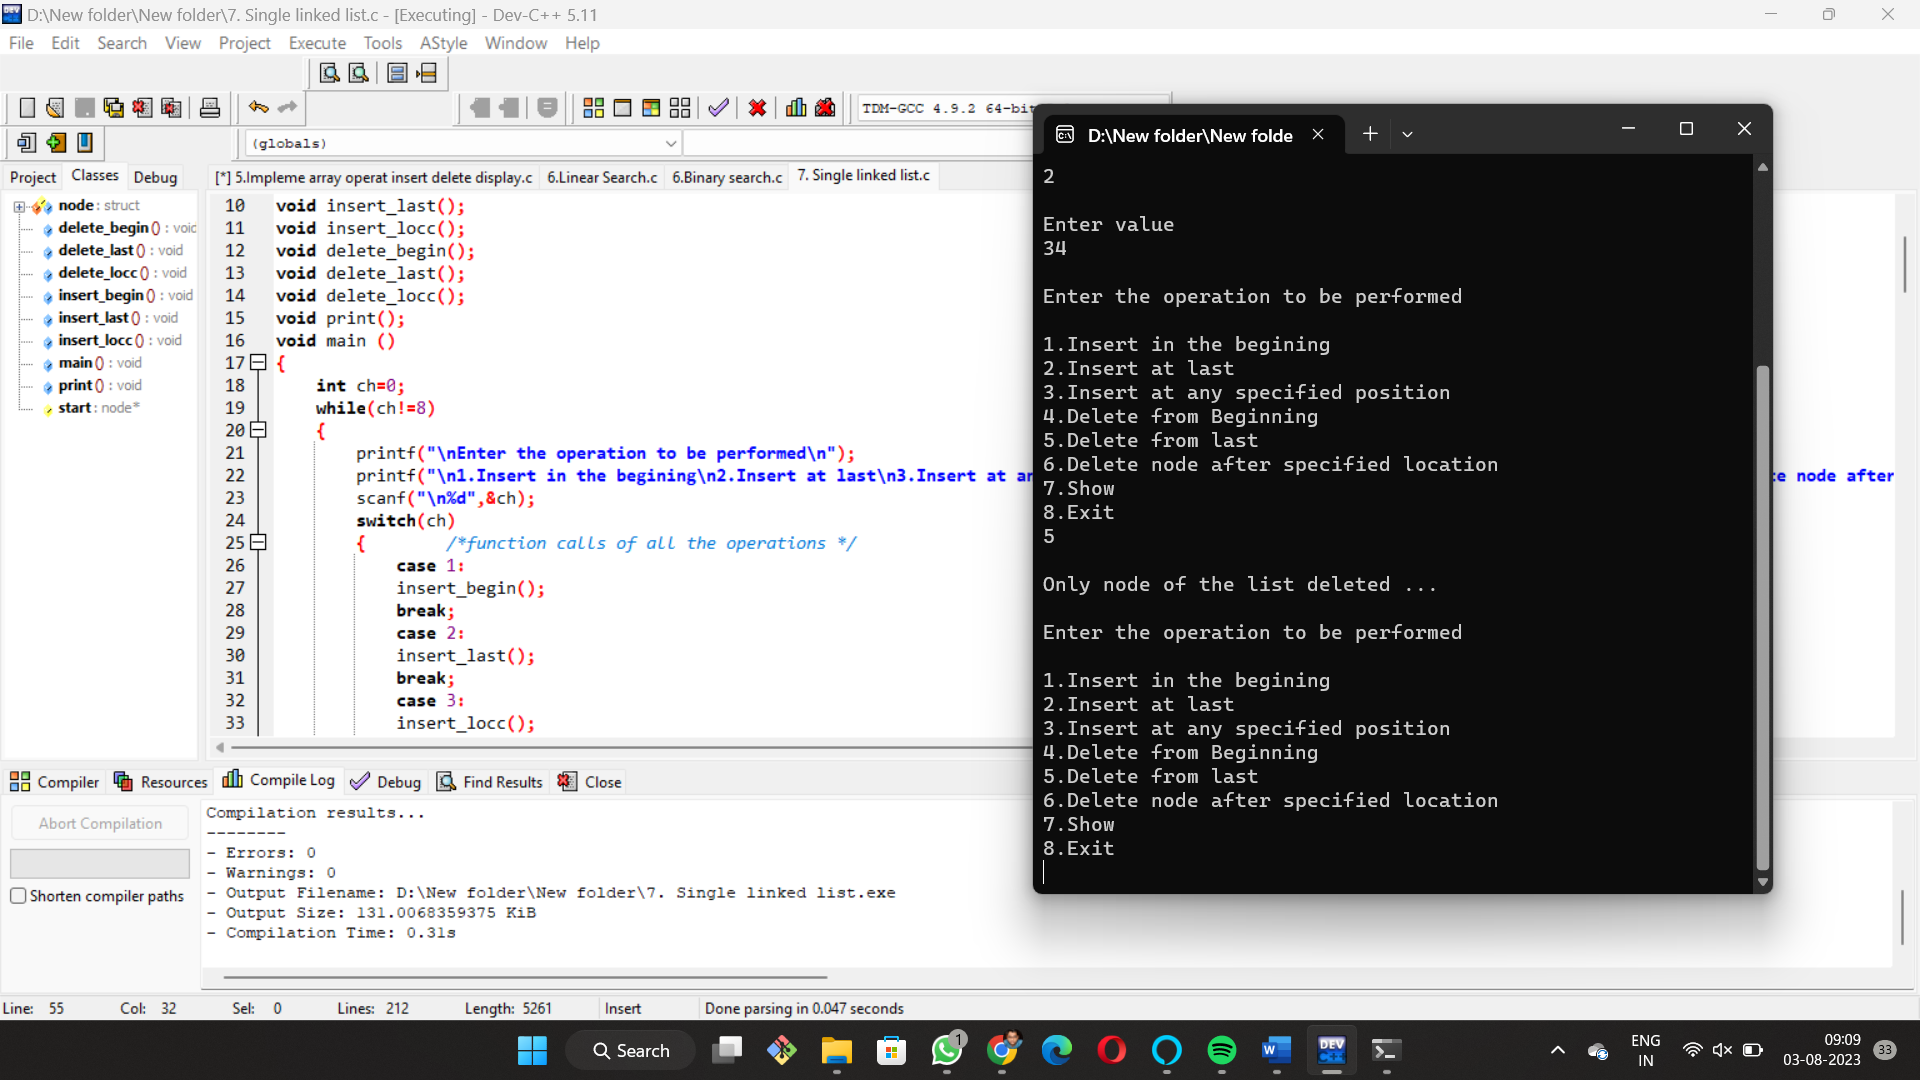 D:\New folder\New folder\7. Single linked list.c - [Executing] - Dev-C++ 5.11
File Edit Search View Project Execute Tools AStyle Window Help
TDM-GCC 4.9.2 64-bit
(globals)
Project Classes Debug
[*] 5.Impleme array operat insert delete display.c 6.Linear Search.c 6.Binary search.c 7. Single linked list.c
node : struct
delete_begin () : void
delete_last () : void
delete_locc () : void
insert_begin () : void
insert_last () : void
insert_locc () : void
main () : void
print () : void
start : node*
10 void insert_last();
11 void insert_locc();
12 void delete_begin();
13 void delete_last();
14 void delete_locc();
15 void print();
16 void main ()
17 {
18 int ch=0;
19 while(ch!=8)
20 {
21 printf("\nEnter the operation to be performed\n");
22 printf("\n1.Insert in the begining\n2.Insert at last\n3.Insert at an
node after
23 scanf("\n%d",&ch);
24 switch(ch)
25 { /*function calls of all the operations */
26 case 1:
27 insert_begin();
28 break;
29 case 2:
30 insert_last();
31 break;
32 case 3:
33 insert_locc();
D:\New folder\New folde
2
Enter value
34
Enter the operation to be performed
1.Insert in the begining
2.Insert at last
3.Insert at any specified position
4.Delete from Beginning
5.Delete from last
6.Delete node after specified location
7.Show
8.Exit
5
Only node of the list deleted ...
Enter the operation to be performed
1.Insert in the begining
2.Insert at last
3.Insert at any specified position
4.Delete from Beginning
5.Delete from last
6.Delete node after specified location
7.Show
8.Exit
Compiler Resources Compile Log Debug Find Results Close
Abort Compilation
Shorten compiler paths
Compilation results...
--------
- Errors: 0
- Warnings: 0
- Output Filename: D:\New folder\New folder\7. Single linked list.exe
- Output Size: 131.0068359375 KiB
- Compilation Time: 0.31s
Line: 55 Col: 32 Sel: 0 Lines: 212 Length: 5261 Insert Done parsing in 0.047 seconds
Search
1
DEV C++
ENG
IN
09:09
03-08-2023
33